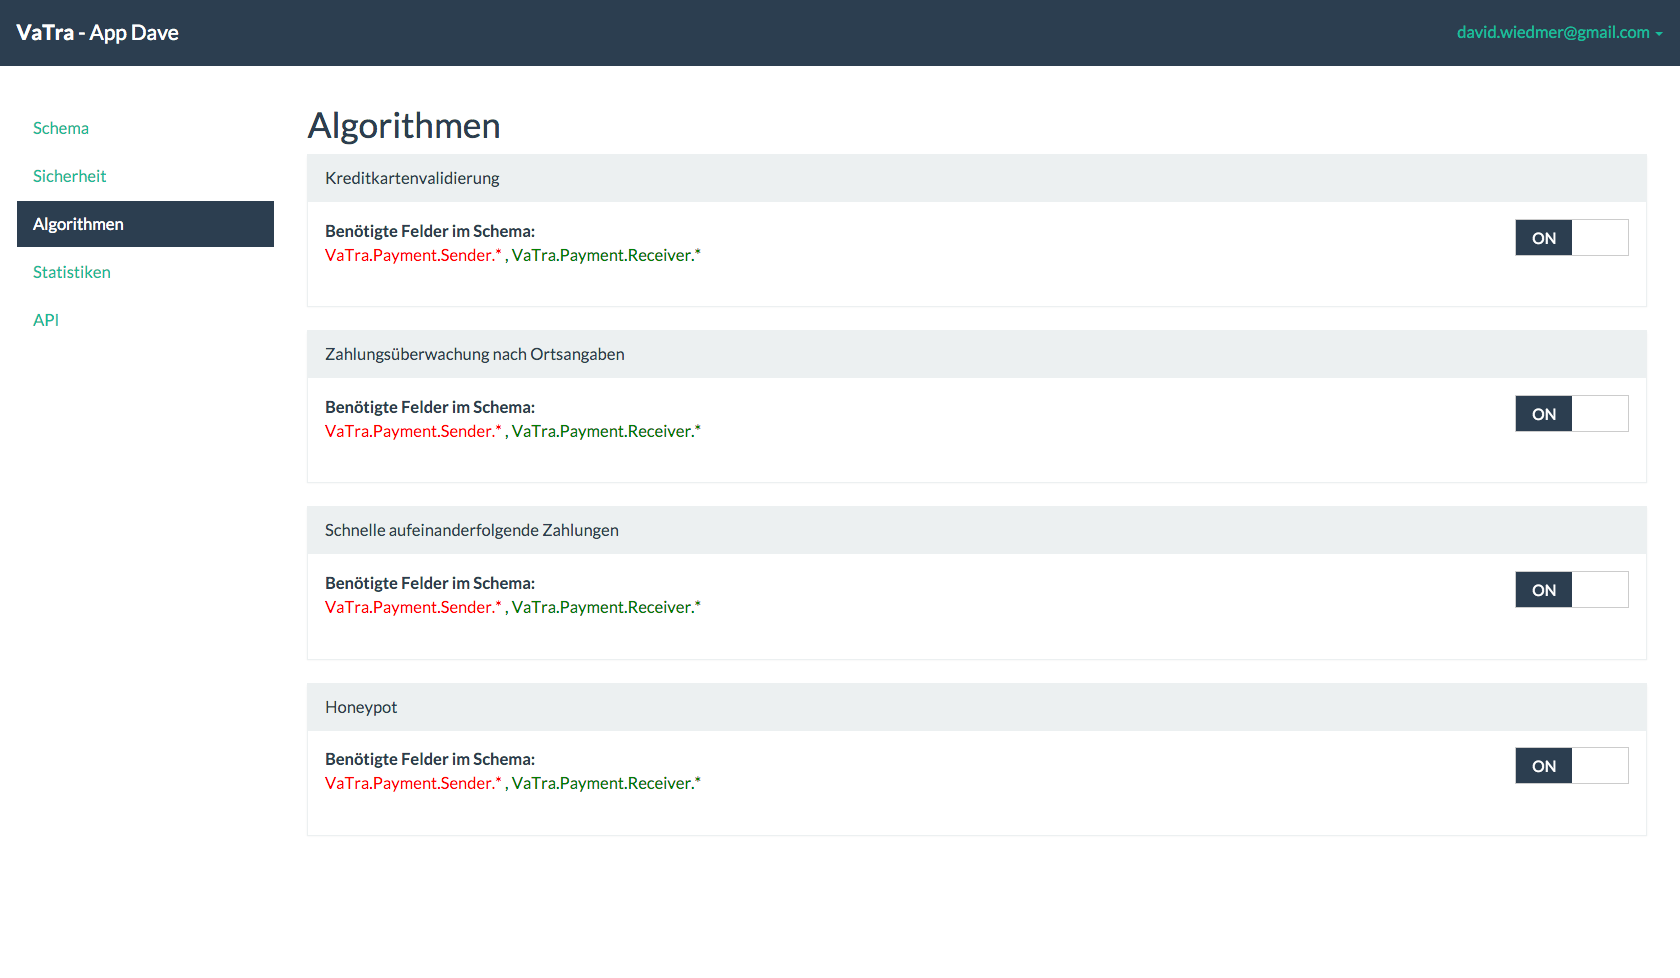 VaTra - App Dave
david.wiedmer@gmail.com
Schema
Sicherheit
Algorithmen
Statistiken
API
Algorithmen
Kreditkartenvalidierung
Benötigte Felder im Schema:
VaTra.Payment.Sender.* , VaTra.Payment.Receiver.*
ON
Zahlungsüberwachung nach Ortsangaben
Benötigte Felder im Schema:
VaTra.Payment.Sender.* , VaTra.Payment.Receiver.*
ON
Schnelle aufeinanderfolgende Zahlungen
Benötigte Felder im Schema:
VaTra.Payment.Sender.* , VaTra.Payment.Receiver.*
ON
Honeypot
Benötigte Felder im Schema:
VaTra.Payment.Sender.* , VaTra.Payment.Receiver.*
ON